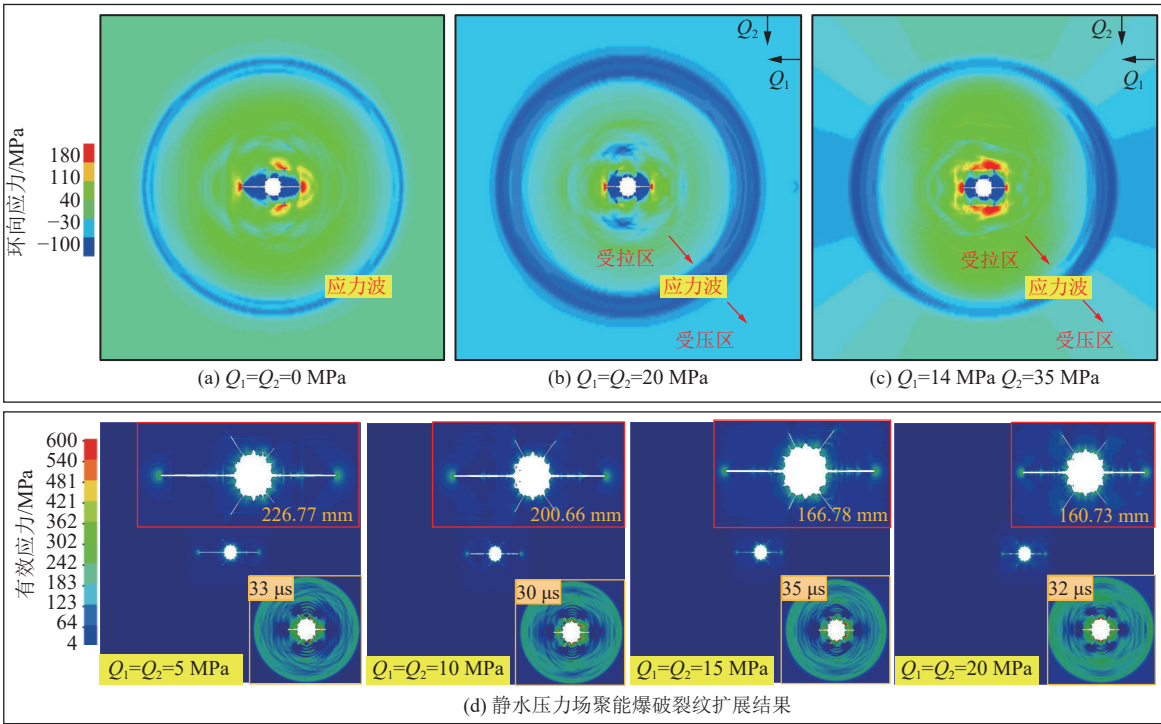 环向应力/MPa
180
110
40
−30
−100
应力波
(a) Q₁=Q₂=0 MPa
Q₂
Q₁
受拉区
应力波
受压区
(b) Q₁=Q₂=20 MPa
Q₂
Q₁
受拉区
应力波
受压区
(c) Q₁=14 MPa Q₂=35 MPa
有效应力/MPa
600
540
481
421
362
302
242
183
123
64
4
226.77 mm
33 μs
Q₁=Q₂=5 MPa
200.66 mm
30 μs
Q₁=Q₂=10 MPa
166.78 mm
35 μs
Q₁=Q₂=15 MPa
160.73 mm
32 μs
Q₁=Q₂=20 MPa
(d) 静水压力场聚能爆破裂纹扩展结果